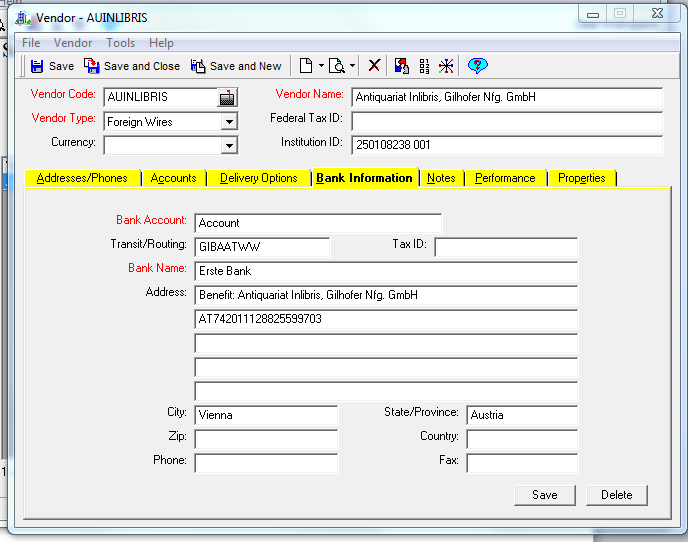 Vendor - AUINLIBRIS
File Vendor Tools Help
Save Save and Close Save and New
Vendor Code: AUINLIBRIS Vendor Name: Antiquariat Inlibris, Gilhofer Nfg. GmbH
Vendor Type: Foreign Wires Federal Tax ID:
Currency: Institution ID: 250108238 001
Addresses/Phones Accounts Delivery Options Bank Information Notes Performance Properties
Bank Account: Account
Transit/Routing: GIBAATWW Tax ID:
Bank Name: Erste Bank
Address: Benefit: Antiquariat Inlibris, Gilhofer Nfg. GmbH
AT742011128825599703
City: Vienna State/Province: Austria
Zip: Country:
Phone: Fax:
Save Delete